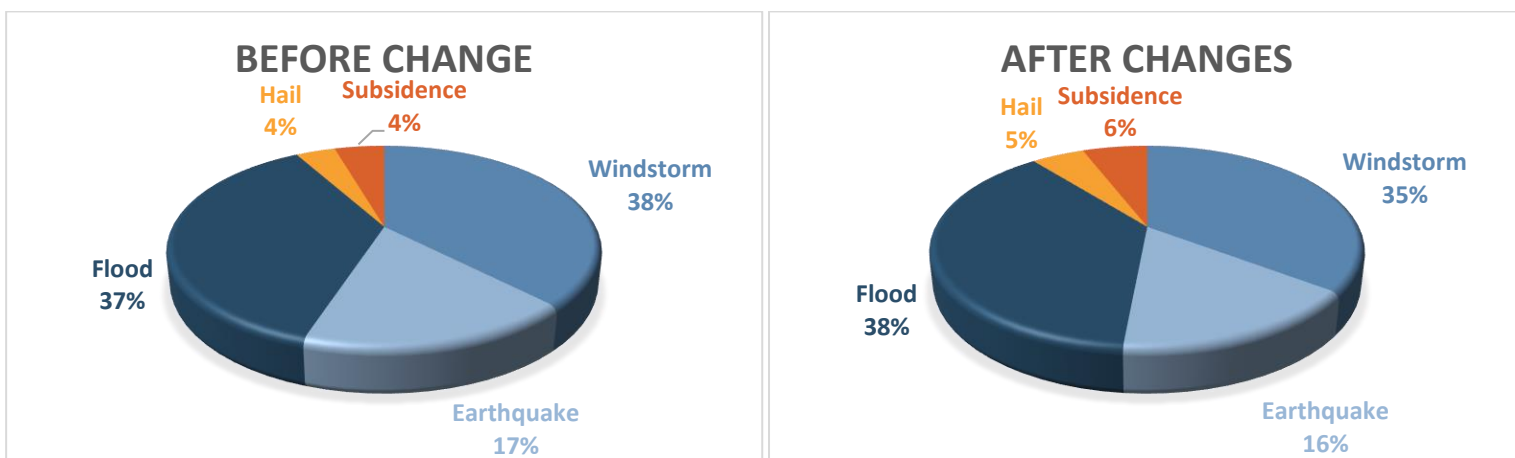 BEFORE CHANGE
Hail
4%
Subsidence
4%
Windstorm
38%
Flood
37%
Earthquake
17%
AFTER CHANGES
Hail
5%
Subsidence
6%
Windstorm
35%
Flood
38%
Earthquake
16%